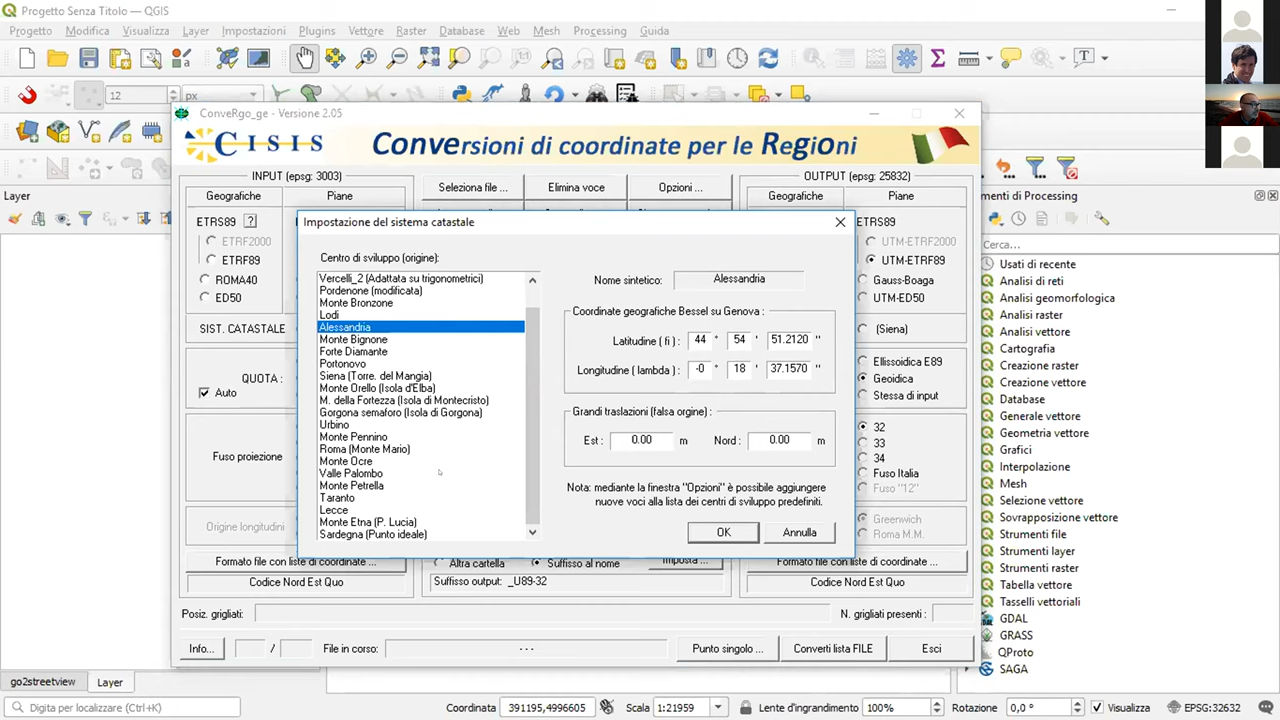 Progetto Senza Titolo — QGIS
Progetto Modifica Visualizza Layer Impostazioni Plugins Vettore Raster Database Web Mesh Processing Guida
12 px
ConveRgo_ge - Versione 2.05
CISIS Conversioni di coordinate per le Regioni
INPUT (epsg: 3003)
Geografiche Piane
Seleziona file ... Elimina voce Opzioni ...
OUTPUT (epsg: 25832)
Geografiche Piane
Layer
ETRS89 ?
ETRF2000
ETRF89
ROMA40
ED50
SIST. CATASTALE
QUOTA :
Auto
Fuso proiezione
Origine longitudini
Formato file con liste di coordinate ...
Codice Nord Est Quo
Impostazione del sistema catastale
Centro di sviluppo (origine):
Vercelli_2 (Adattata su trigonometrici)
Pordenone (modificata)
Monte Bronzone
Lodi
Alessandria
Monte Bignone
Forte Diamante
Portonovo
Siena (Torre. del Mangia)
Monte Orello (Isola d'Elba)
M. della Fortezza (Isola di Montecristo)
Gorgona semaforo (Isola di Gorgona)
Urbino
Monte Pennino
Roma (Monte Mario)
Monte Ocre
Valle Palombo
Monte Petrella
Taranto
Lecce
Monte Etna (P. Lucia)
Sardegna (Punto ideale)
Nome sintetico: Alessandria
Coordinate geografiche Bessel su Genova :
Latitudine ( fi ) : 44 ° 54 ' 51.2120 ''
Longitudine ( lambda ) : -0 ° 18 ' 37.1570 ''
Grandi traslazioni (falsa orgine) :
Est : 0.00 m Nord : 0.00 m
Nota: mediante la finestra "Opzioni" è possibile aggiungere
nuove voci alla lista dei centri di sviluppo predefiniti.
OK Annulla
Altra cartella Suffisso al nome Imposta ...
Suffisso output: _U89-32
ETRS89
UTM-ETRF2000
UTM-ETRF89
Gauss-Boaga
UTM-ED50
(Siena)
Ellissoidica E89
Geoidica
Stessa di input
32
33
34
Fuso Italia
Fuso "12"
Greenwich
Roma M.M.
Formato file con liste di coordinate ...
Codice Nord Est Quo
Posiz. grigliati: N. grigliati presenti :
Info... / File in corso: ... Punto singolo ... Converti lista FILE Esci
menti di Processing
Cerca...
Usati di recente
Analisi di reti
Analisi geomorfologica
Analisi raster
Analisi vettore
Cartografia
Creazione raster
Creazione vettore
Database
Generale vettore
Geometria vettore
Grafici
Interpolazione
Mesh
Selezione vettore
Sovrapposizione vettore
Strumenti file
Strumenti layer
Strumenti raster
Tabella vettore
Tasselli vettoriali
GDAL
GRASS
QProto
SAGA
go2streetview Layer
Digita per localizzare (Ctrl+K) Coordinata 391195,4996605 Scala 1:21959 Lente d'ingrandimento 100% Rotazione 0,0 ° Visualizza EPSG:32632